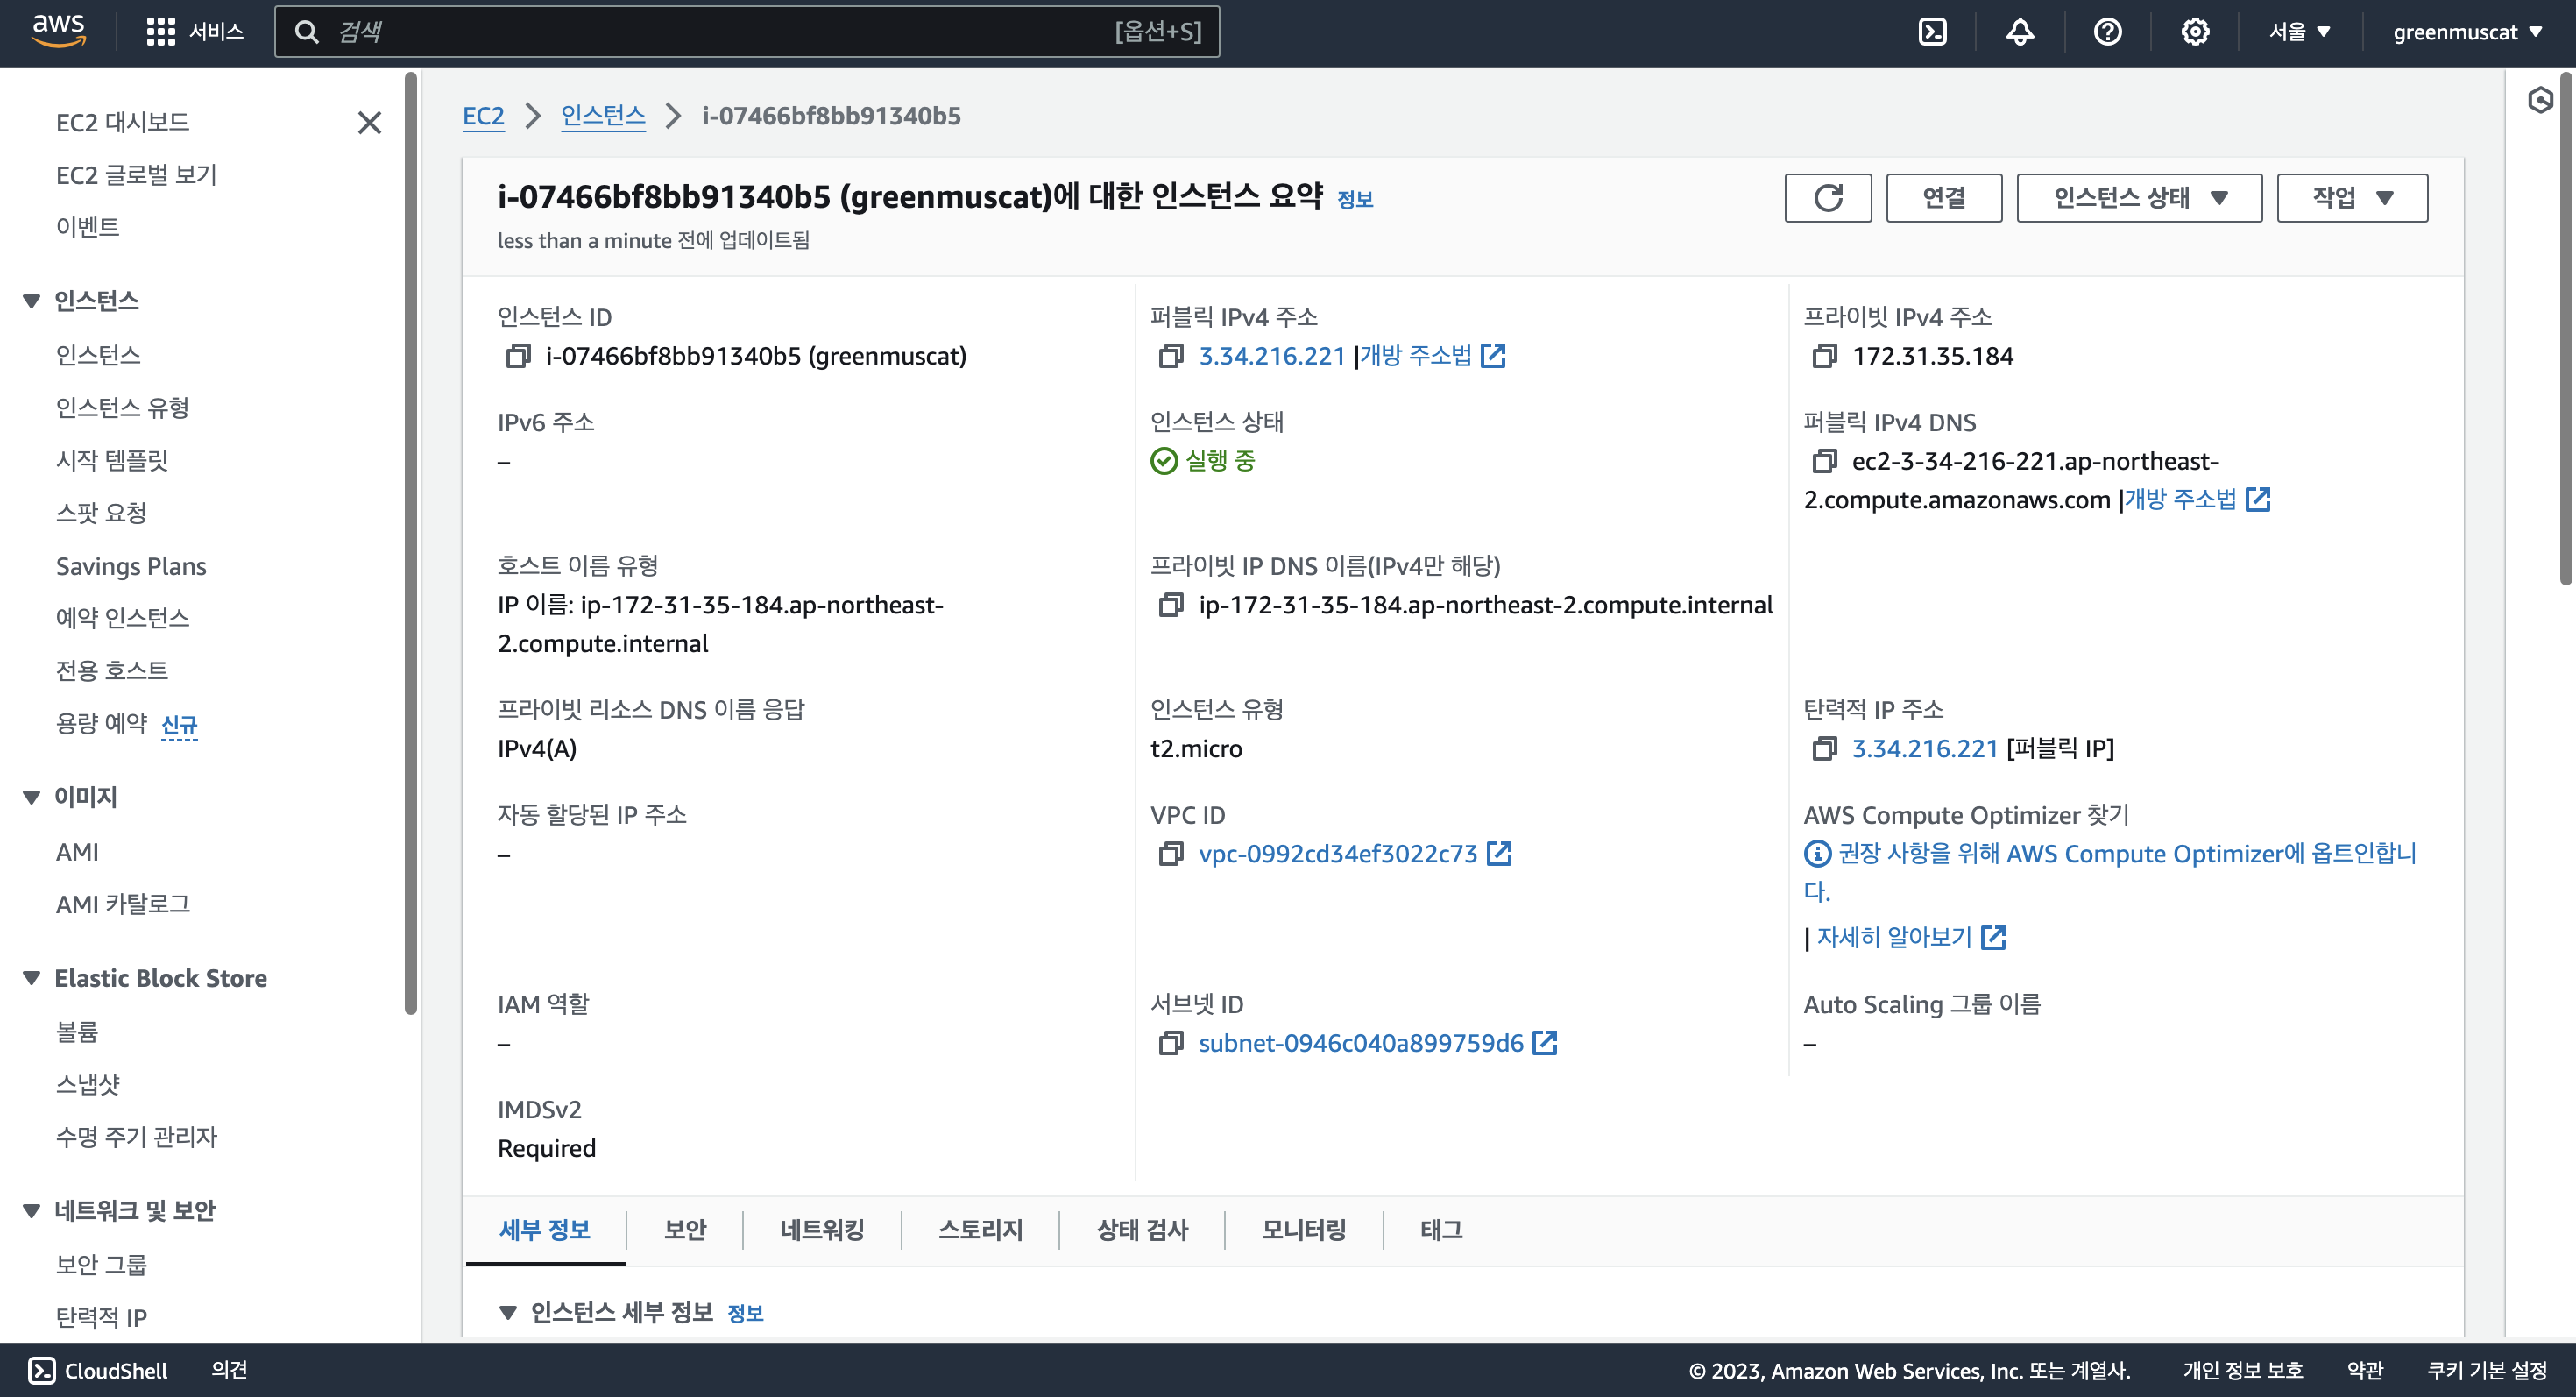 aws
서비스
검색
[옵션+S]
서울 ▼
greenmuscat ▼
EC2 대시보드
EC2 글로벌 보기
이벤트
▼ 인스턴스
인스턴스
인스턴스 유형
시작 템플릿
스팟 요청
Savings Plans
예약 인스턴스
전용 호스트
용량 예약 신규
▼ 이미지
AMI
AMI 카탈로그
▼ Elastic Block Store
볼륨
스냅샷
수명 주기 관리자
▼ 네트워크 및 보안
보안 그룹
탄력적 IP
EC2 > 인스턴스 > i-07466bf8bb91340b5
i-07466bf8bb91340b5 (greenmuscat)에 대한 인스턴스 요약 정보
less than a minute 전에 업데이트됨
연결
인스턴스 상태 ▼
작업 ▼
인스턴스 ID
i-07466bf8bb91340b5 (greenmuscat)
퍼블릭 IPv4 주소
3.34.216.221 |개방 주소법
프라이빗 IPv4 주소
172.31.35.184
IPv6 주소
–
인스턴스 상태
실행 중
퍼블릭 IPv4 DNS
ec2-3-34-216-221.ap-northeast-
2.compute.amazonaws.com |개방 주소법
호스트 이름 유형
IP 이름: ip-172-31-35-184.ap-northeast-
2.compute.internal
프라이빗 IP DNS 이름(IPv4만 해당)
ip-172-31-35-184.ap-northeast-2.compute.internal
프라이빗 리소스 DNS 이름 응답
IPv4(A)
인스턴스 유형
t2.micro
탄력적 IP 주소
3.34.216.221 [퍼블릭 IP]
자동 할당된 IP 주소
–
VPC ID
vpc-0992cd34ef3022c73
AWS Compute Optimizer 찾기
권장 사항을 위해 AWS Compute Optimizer에 옵트인합니
다.
| 자세히 알아보기
IAM 역할
–
서브넷 ID
subnet-0946c040a899759d6
Auto Scaling 그룹 이름
–
IMDSv2
Required
세부 정보
보안
네트워킹
스토리지
상태 검사
모니터링
태그
▼ 인스턴스 세부 정보 정보
CloudShell
의견
© 2023, Amazon Web Services, Inc. 또는 계열사.
개인 정보 보호
약관
쿠키 기본 설정